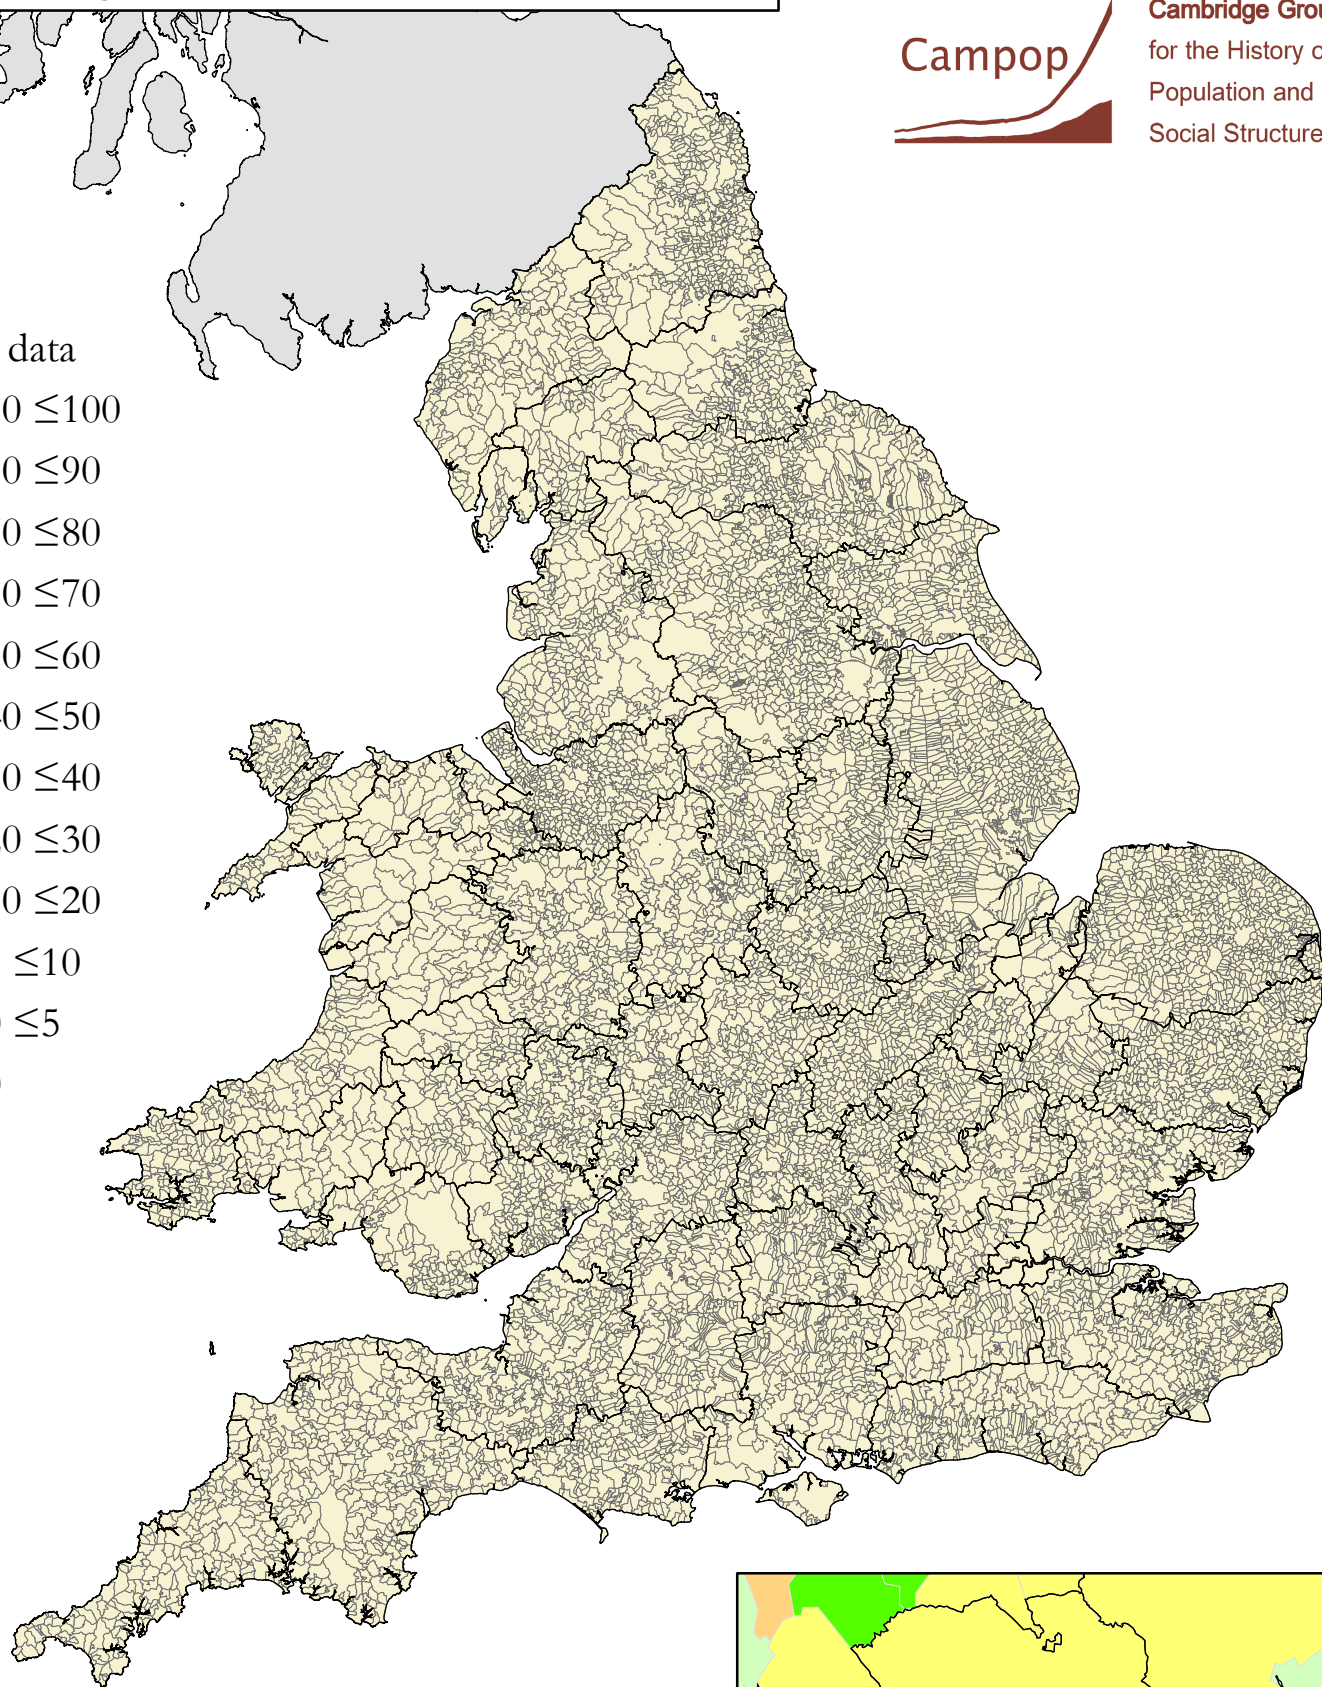 Campop
Cambridge Grou
for the History o
Population and
Social Structure
data
0 ≤100
0 ≤90
0 ≤80
0 ≤70
0 ≤60
0 ≤50
0 ≤40
0 ≤30
0 ≤20
≤10
≤5